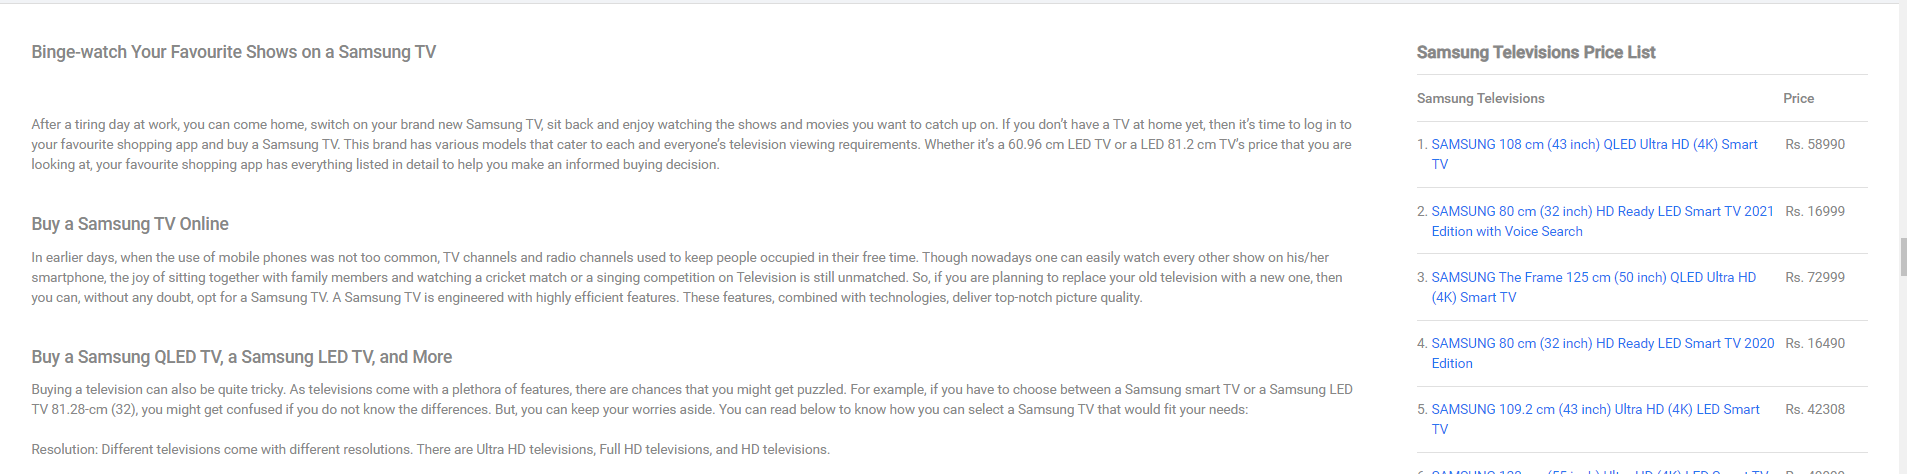 Binge-watch Your Favourite Shows on a Samsung TV
After a tiring day at work, you can come home, switch on your brand new Samsung TV, sit back and enjoy watching the shows and movies you want to catch up on. If you don’t have a TV at home yet, then it’s time to log in to
your favourite shopping app and buy a Samsung TV. This brand has various models that cater to each and everyone’s television viewing requirements. Whether it’s a 60.96 cm LED TV or a LED 81.2 cm TV’s price that you are
looking at, your favourite shopping app has everything listed in detail to help you make an informed buying decision.
Buy a Samsung TV Online
In earlier days, when the use of mobile phones was not too common, TV channels and radio channels used to keep people occupied in their free time. Though nowadays one can easily watch every other show on his/her
smartphone, the joy of sitting together with family members and watching a cricket match or a singing competition on Television is still unmatched. So, if you are planning to replace your old television with a new one, then
you can, without any doubt, opt for a Samsung TV. A Samsung TV is engineered with highly efficient features. These features, combined with technologies, deliver top-notch picture quality.
Buy a Samsung QLED TV, a Samsung LED TV, and More
Buying a television can also be quite tricky. As televisions come with a plethora of features, there are chances that you might get puzzled. For example, if you have to choose between a Samsung smart TV or a Samsung LED
TV 81.28-cm (32), you might get confused if you do not know the differences. But, you can keep your worries aside. You can read below to know how you can select a Samsung TV that would fit your needs:
Resolution: Different televisions come with different resolutions. There are Ultra HD televisions, Full HD televisions, and HD televisions.
Samsung Televisions Price List
Samsung Televisions Price
1. SAMSUNG 108 cm (43 inch) QLED Ultra HD (4K) Smart Rs. 58990
TV
2. SAMSUNG 80 cm (32 inch) HD Ready LED Smart TV 2021 Rs. 16999
Edition with Voice Search
3. SAMSUNG The Frame 125 cm (50 inch) QLED Ultra HD Rs. 72999
(4K) Smart TV
4. SAMSUNG 80 cm (32 inch) HD Ready LED Smart TV 2020 Rs. 16490
Edition
5. SAMSUNG 109.2 cm (43 inch) Ultra HD (4K) LED Smart Rs. 42308
TV